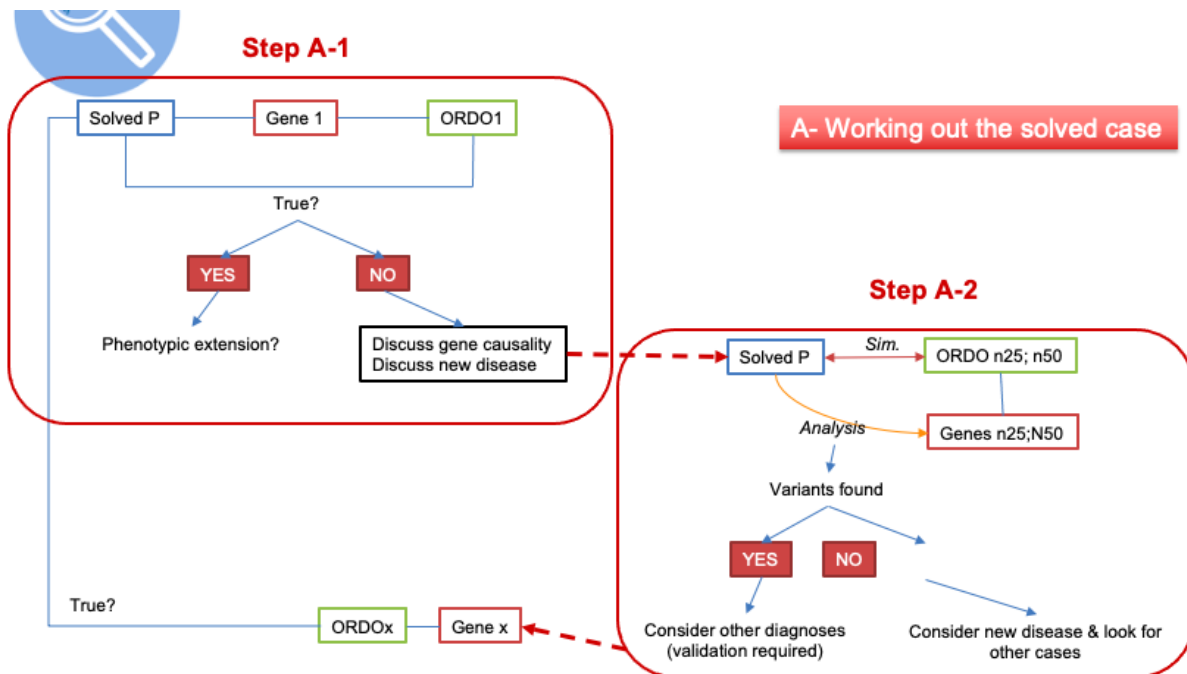 Step A-1
Solved P
Gene 1
ORDO1
A- Working out the solved case
True?
YES
NO
Phenotypic extension?
Discuss gene causality
Discuss new disease
Step A-2
Solved P
Sim.
ORDO n25; n50
Analysis
Genes n25;N50
Variants found
YES
NO
Consider other diagnoses
(validation required)
Consider new disease & look for
other cases
True?
ORDOx
Gene x